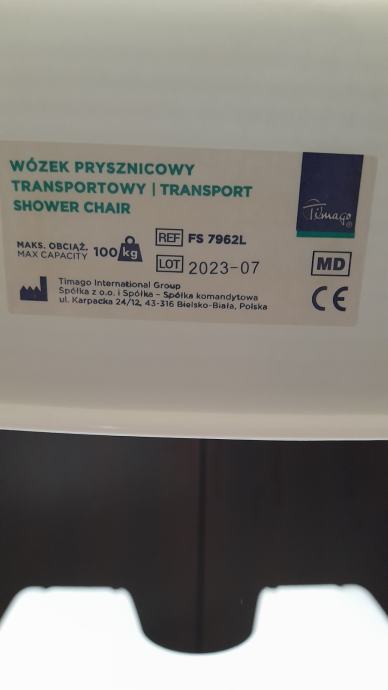 WÓZEK PRYSZNICOWY
TRANSPORTOWY | TRANSPORT
SHOWER CHAIR
Timago®
MAKS. OBCIĄŻ.
MAX CAPACITY
100 kg
REF FS 7962L
LOT 2023-07
MD
Timago International Group
Spółka z o.o. i Spółka - Spółka komandytowa
ul. Karpacka 24/12, 43-316 Bielsko-Biała, Polska
CE